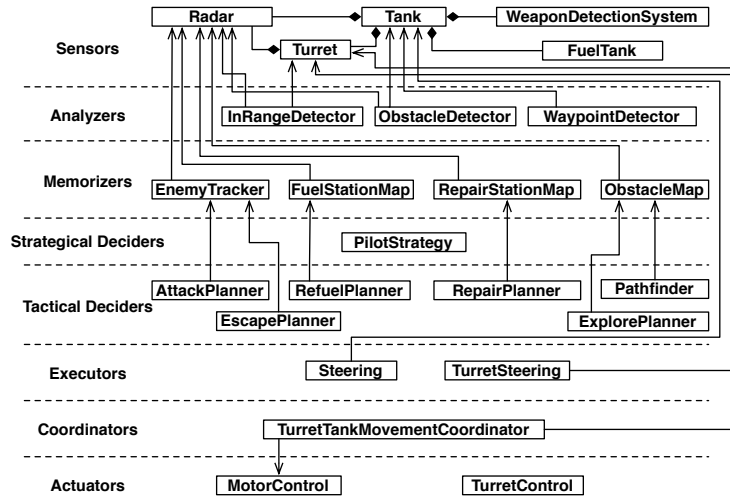 Radar
Tank
WeaponDetectionSystem
Sensors
Turret
FuelTank
Analyzers
InRangeDetector
ObstacleDetector
WaypointDetector
Memorizers
EnemyTracker
FuelStationMap
RepairStationMap
ObstacleMap
Strategical Deciders
PilotStrategy
Tactical Deciders
AttackPlanner
RefuelPlanner
RepairPlanner
Pathfinder
EscapePlanner
ExplorePlanner
Executors
Steering
TurretSteering
Coordinators
TurretTankMovementCoordinator
Actuators
MotorControl
TurretControl